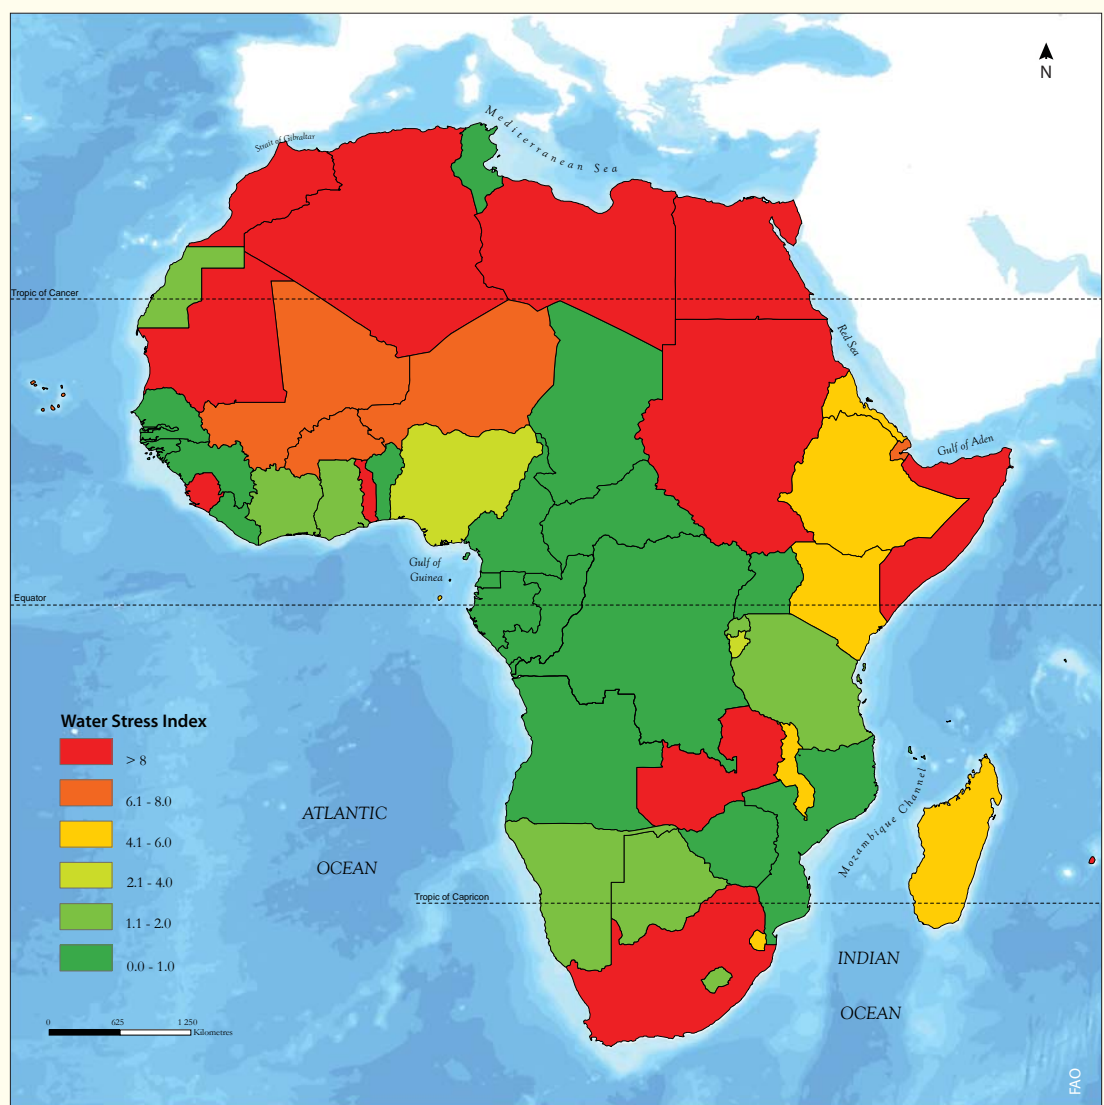 N
Mediterranean Sea
Strait of Gibraltar
Tropic of Cancer
Red Sea
Gulf of Aden
Gulf of
Guinea
Equator
Water Stress Index
> 8
6.1 - 8.0
4.1 - 6.0
2.1 - 4.0
1.1 - 2.0
0.0 - 1.0
ATLANTIC
OCEAN
Mozambique Channel
Tropic of Capricon
INDIAN
OCEAN
0 625 1 250
Kilometres
FAO